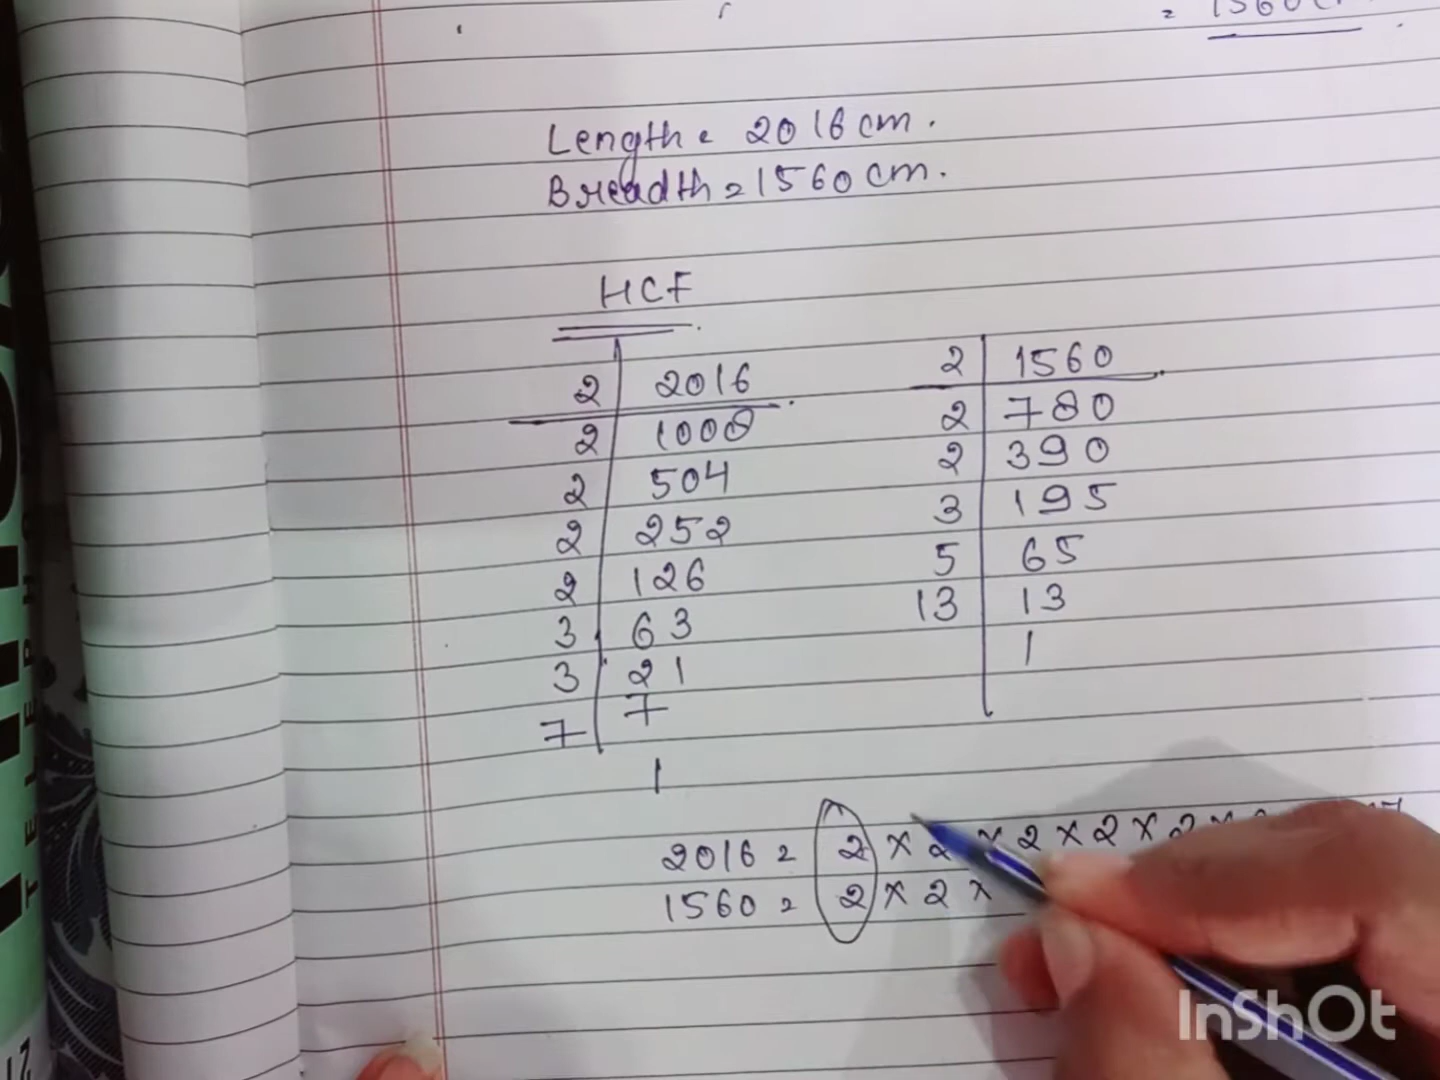 = 1560
Length = 2016 cm.
Breadth = 1560 cm.
HCF
2 | 2016
2 | 1008
2 | 504
2 | 252
2 | 126
3 | 63
3 | 21
7 | 7
1
2 | 1560
2 | 780
2 | 390
3 | 195
5 | 65
13 | 13
1
2016 = 2 × 2 × 2 × 2 × 2 ×
1560 = 2 × 2 ×
InShOt